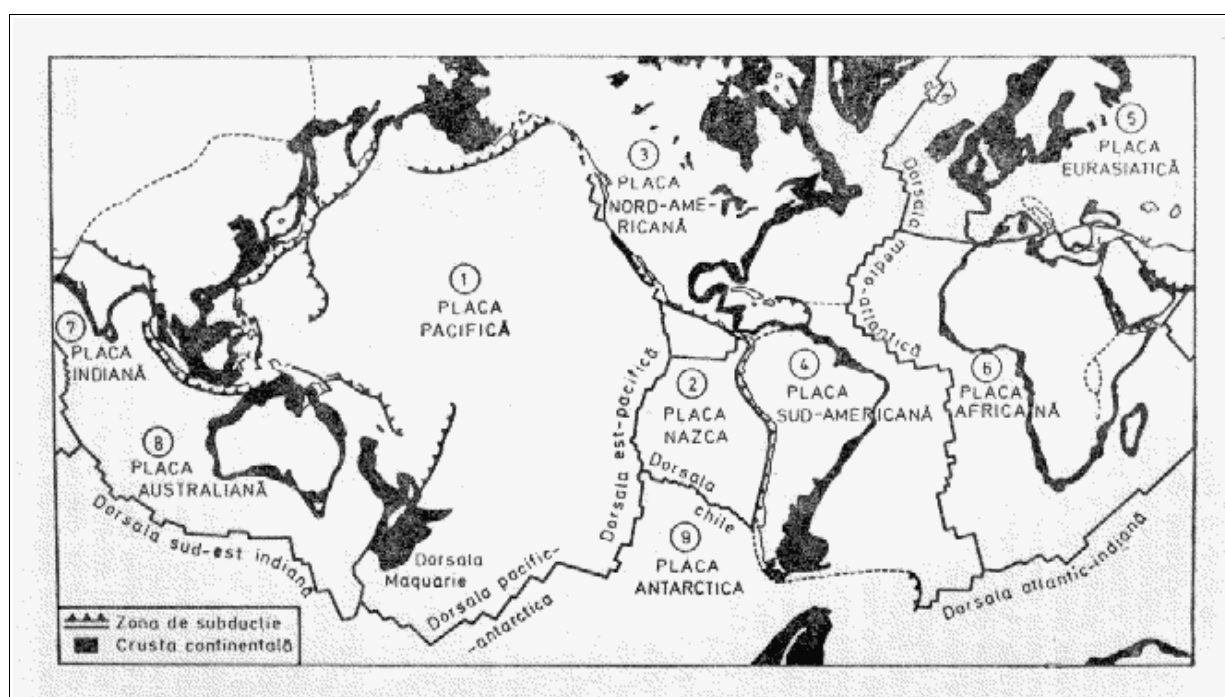 3
PLACA
NORD-AME-
RICANĂ
5
PLACA
EURASIATICĂ
Dorsala
medio-
atlantică
1
PLACA
PACIFICĂ
7
PLACA
INDIANĂ
2
PLACA
NAZCA
4
PLACA
SUD-AMERICANĂ
6
PLACA
AFRICANĂ
8
PLACA
AUSTRALIANĂ
Dorsala est-pacifică
Dorsala
chile
9
PLACA
ANTARCTICA
Dorsala sud-est indiană
Dorsala
Maquarie
Dorsala pacific-
-antarctica
Dorsala atlantic-indiană
Zona de subducție
Crusta continentală